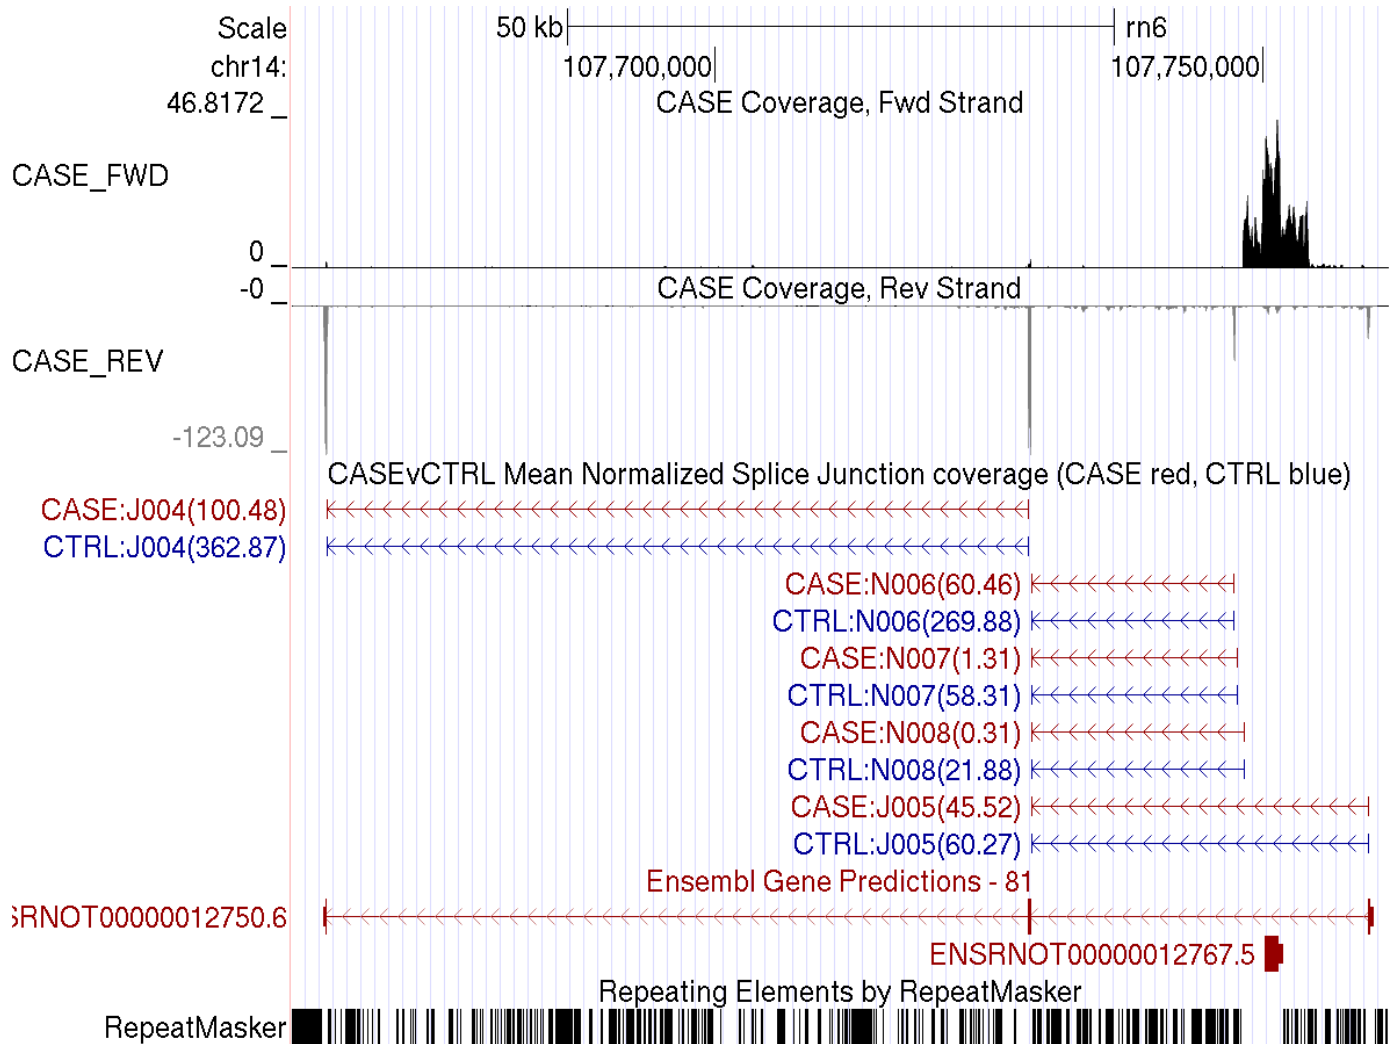 Scale 50 kb rn6
chr14: 107,700,000 107,750,000
46.8172 CASE Coverage, Fwd Strand
CASE_FWD
0
-0 CASE Coverage, Rev Strand
CASE_REV
-123.09
CASEvCTRL Mean Normalized Splice Junction coverage (CASE red, CTRL blue)
CASE:J004(100.48)
CTRL:J004(362.87)
CASE:N006(60.46)
CTRL:N006(269.88)
CASE:N007(1.31)
CTRL:N007(58.31)
CASE:N008(0.31)
CTRL:N008(21.88)
CASE:J005(45.52)
CTRL:J005(60.27)
Ensembl Gene Predictions - 81
SRNOT00000012750.6
ENSRNOT00000012767.5
Repeating Elements by RepeatMasker
RepeatMasker